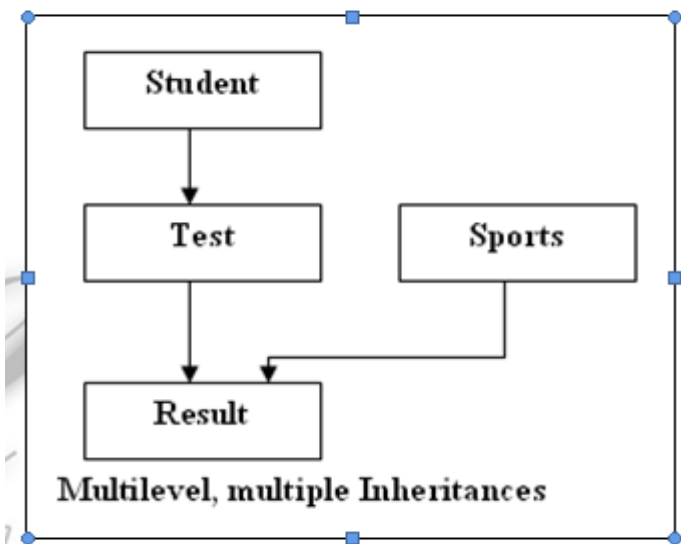 Student
Test
Sports
Result
Multilevel, multiple Inheritances